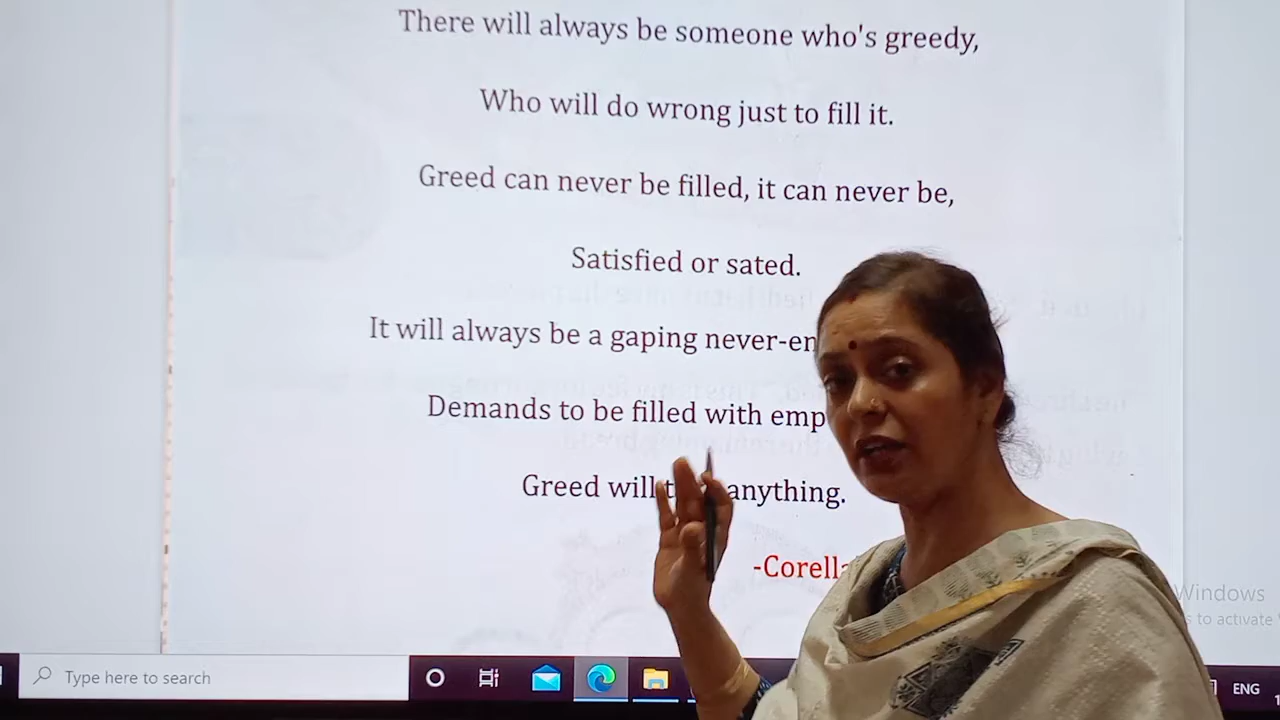 There will always be someone who's greedy,
Who will do wrong just to fill it.
Greed can never be filled, it can never be,
Satisfied or sated.
It will always be a gaping never-en
Demands to be filled with emp
Greed will anything.
-Corell
Windows
s to activate
Type here to search
ENG